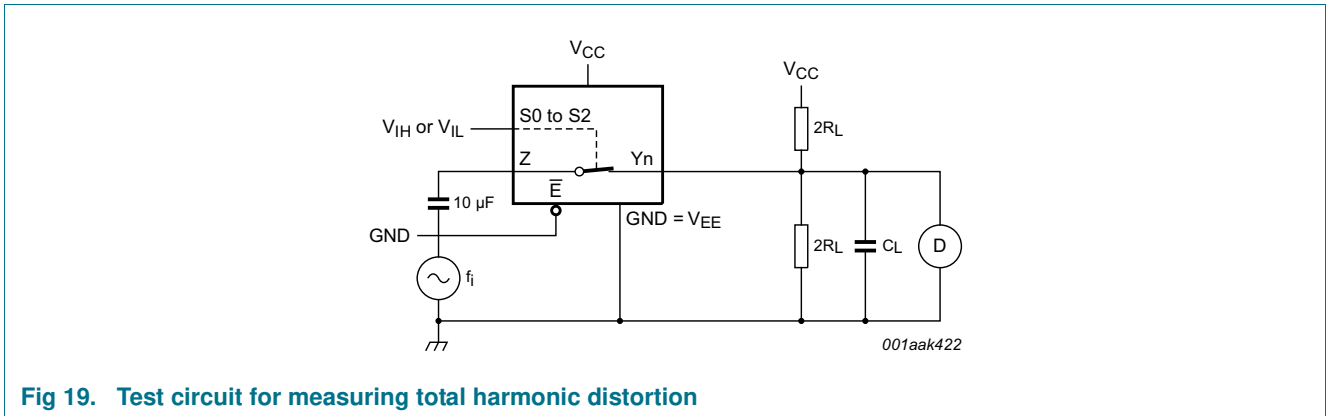 VCC
VCC
S0 to S2
2RL
VIH or VIL
Z
Yn
E
10 µF
GND = VEE
GND
2RL
CL
D
fi
001aak422
Fig 19. Test circuit for measuring total harmonic distortion